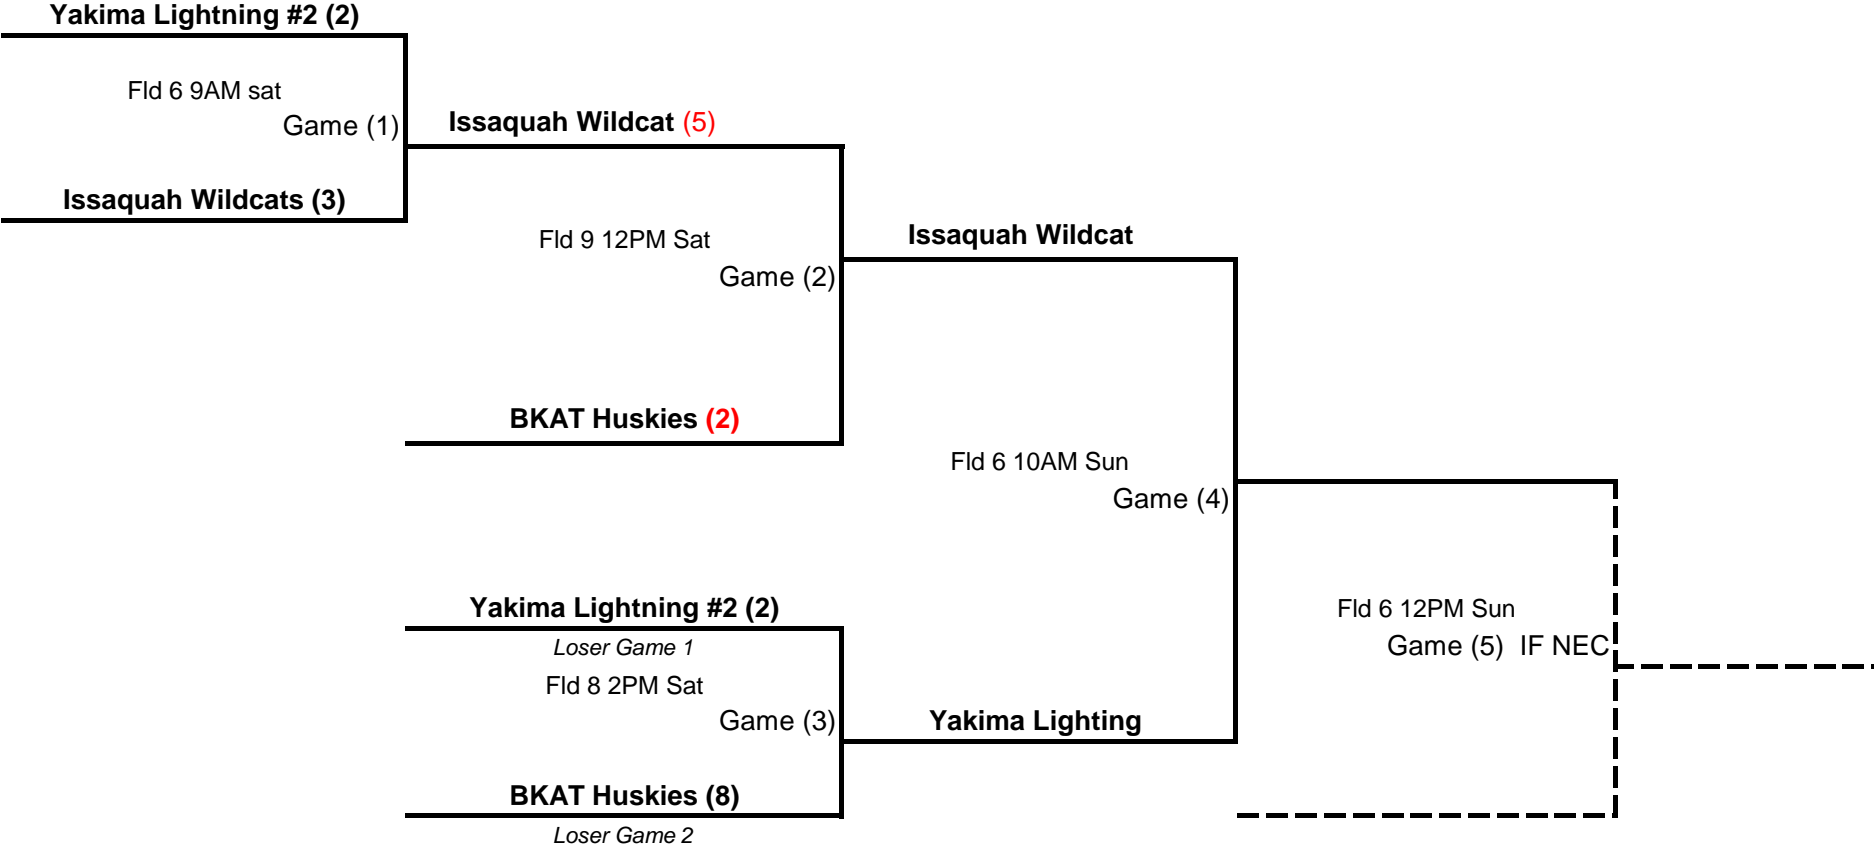 Yakima Lightning #2 (2)
Fld 6 9AM sat
Game (1)
Issaquah Wildcats (3)
Issaquah Wildcat (5)
Fld 9 12PM Sat
Game (2)
BKAT Huskies (2)
Issaquah Wildcat
Fld 6 10AM Sun
Game (4)
Yakima Lightning #2 (2)
Loser Game 1
Fld 8 2PM Sat
Game (3)
BKAT Huskies (8)
Loser Game 2
Yakima Lighting
Fld 6 12PM Sun
Game (5) IF NEC